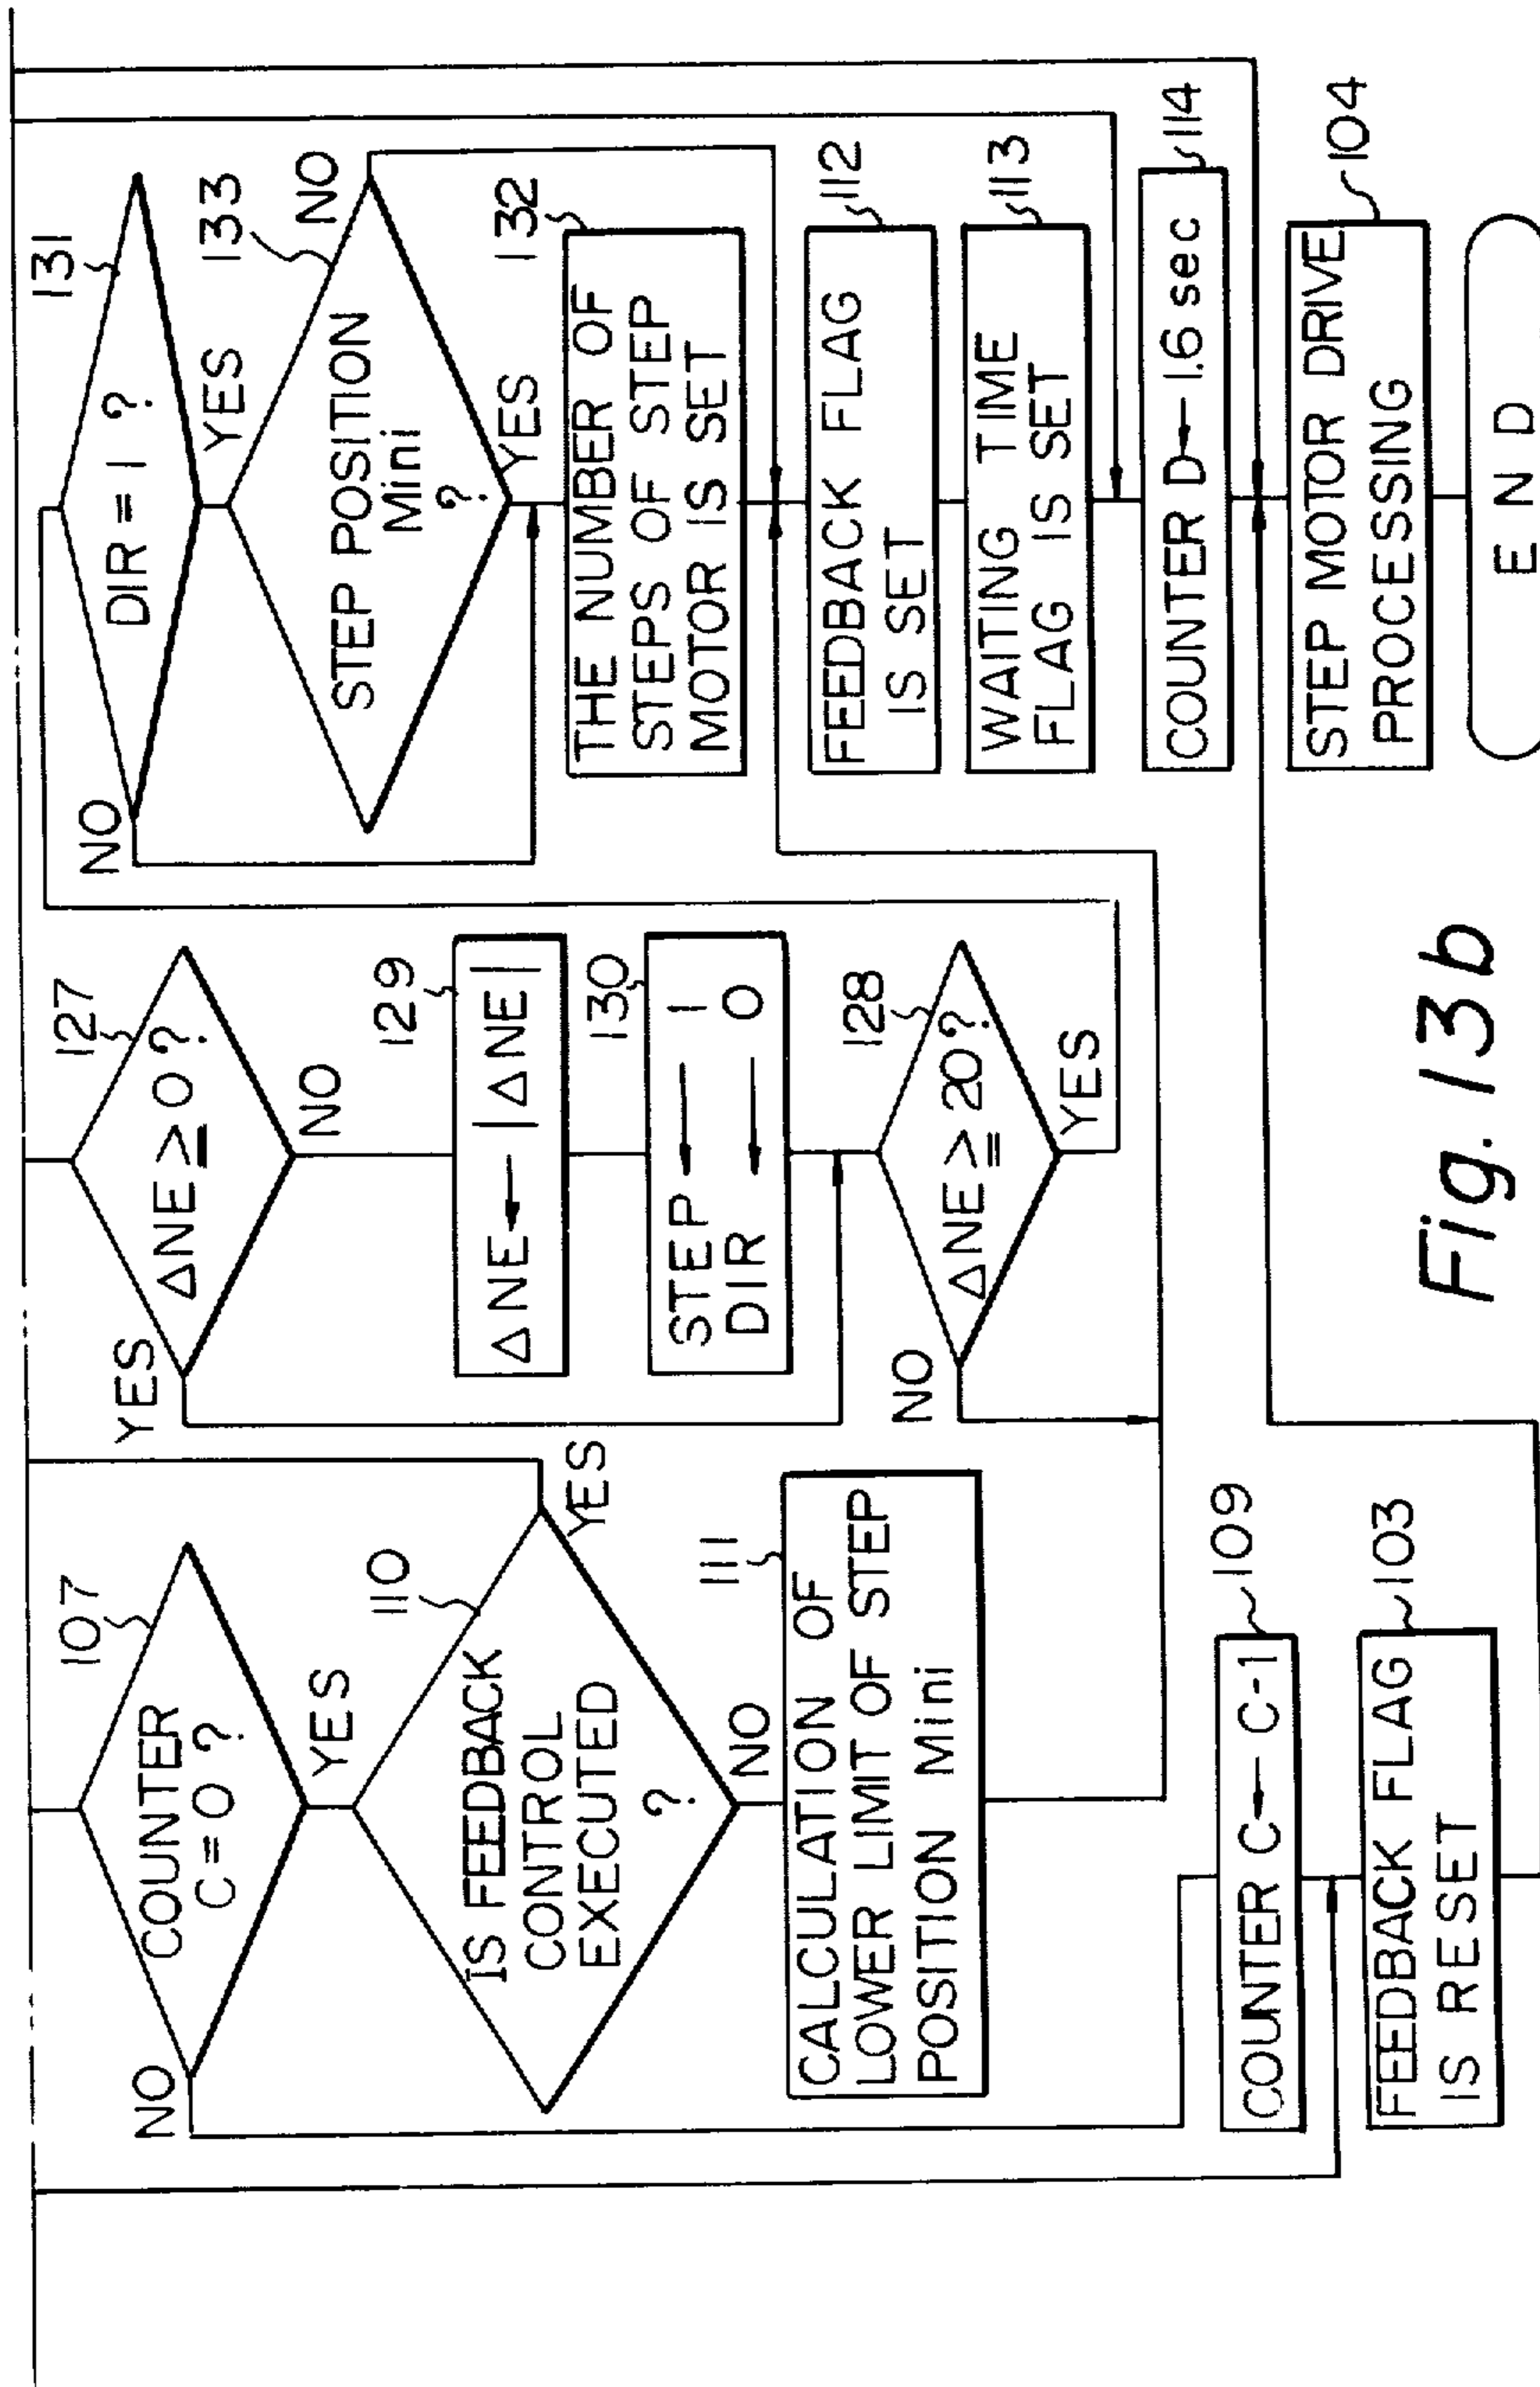 107
COUNTER
C = 0 ?
NO
YES
110
IS FEEDBACK
CONTROL
EXECUTED
?
YES
NO
111
CALCULATION OF
LOWER LIMIT OF STEP
POSITION Mini
109
COUNTER C ← C-1
103
FEEDBACK FLAG
IS RESET
127
△NE ≧ 0 ?
YES
NO
129
△NE ← |△NE|
130
STEP ← 1
DIR ← 0
128
△NE ≧ 20 ?
NO
YES
131
DIR = 1 ?
NO
YES
133
STEP POSITION
Mini
?
NO
YES
132
THE NUMBER OF
STEPS OF STEP
MOTOR IS SET
112
FEEDBACK FLAG
IS SET
113
WAITING TIME
FLAG IS SET
114
COUNTER D ← 1.6 sec
104
STEP MOTOR DRIVE
PROCESSING
END
Fig. 13b